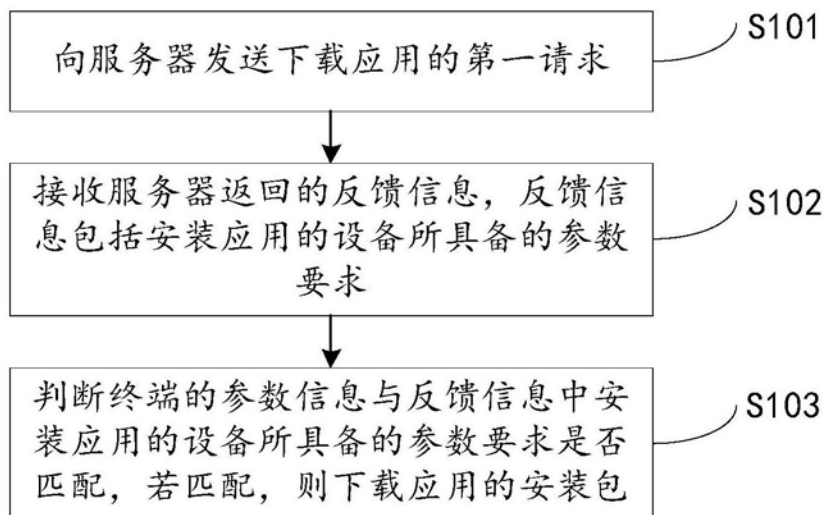 向服务器发送下载应用的第一请求
S101
接收服务器返回的反馈信息，反馈信
息包括安装应用的设备所具备的参数
要求
S102
判断终端的参数信息与反馈信息中安
装应用的设备所具备的参数要求是否
匹配，若匹配，则下载应用的安装包
S103